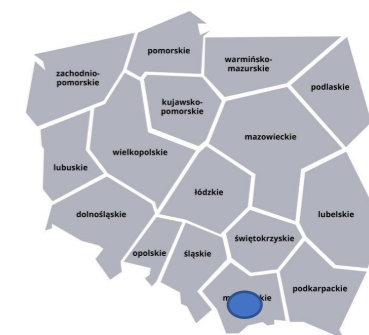 pomorskie
warmińsko-
mazurskie
zachodnio-
pomorskie
podlaskie
kujawsko-
pomorskie
mazowieckie
wielkopolskie
lubuskie
łódzkie
dolnośląskie
lubelskie
świętokrzyskie
opolskie
śląskie
podkarpackie